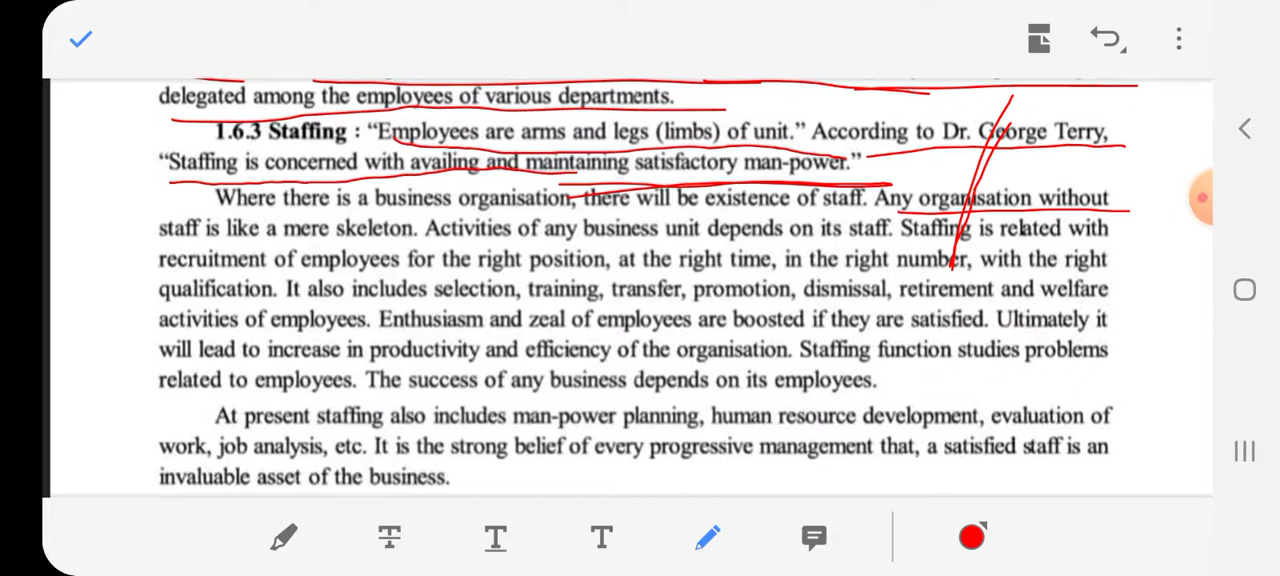 delegated among the employees of various departments.
1.6.3 Staffing : “Employees are arms and legs (limbs) of unit.” According to Dr. George Terry,
“Staffing is concerned with availing and maintaining satisfactory man-power.”
Where there is a business organisation, there will be existence of staff. Any organisation without
staff is like a mere skeleton. Activities of any business unit depends on its staff. Staffing is related with
recruitment of employees for the right position, at the right time, in the right number, with the right
qualification. It also includes selection, training, transfer, promotion, dismissal, retirement and welfare
activities of employees. Enthusiasm and zeal of employees are boosted if they are satisfied. Ultimately it
will lead to increase in productivity and efficiency of the organisation. Staffing function studies problems
related to employees. The success of any business depends on its employees.
At present staffing also includes man-power planning, human resource development, evaluation of
work, job analysis, etc. It is the strong belief of every progressive management that, a satisfied staff is an
invaluable asset of the business.
T T T